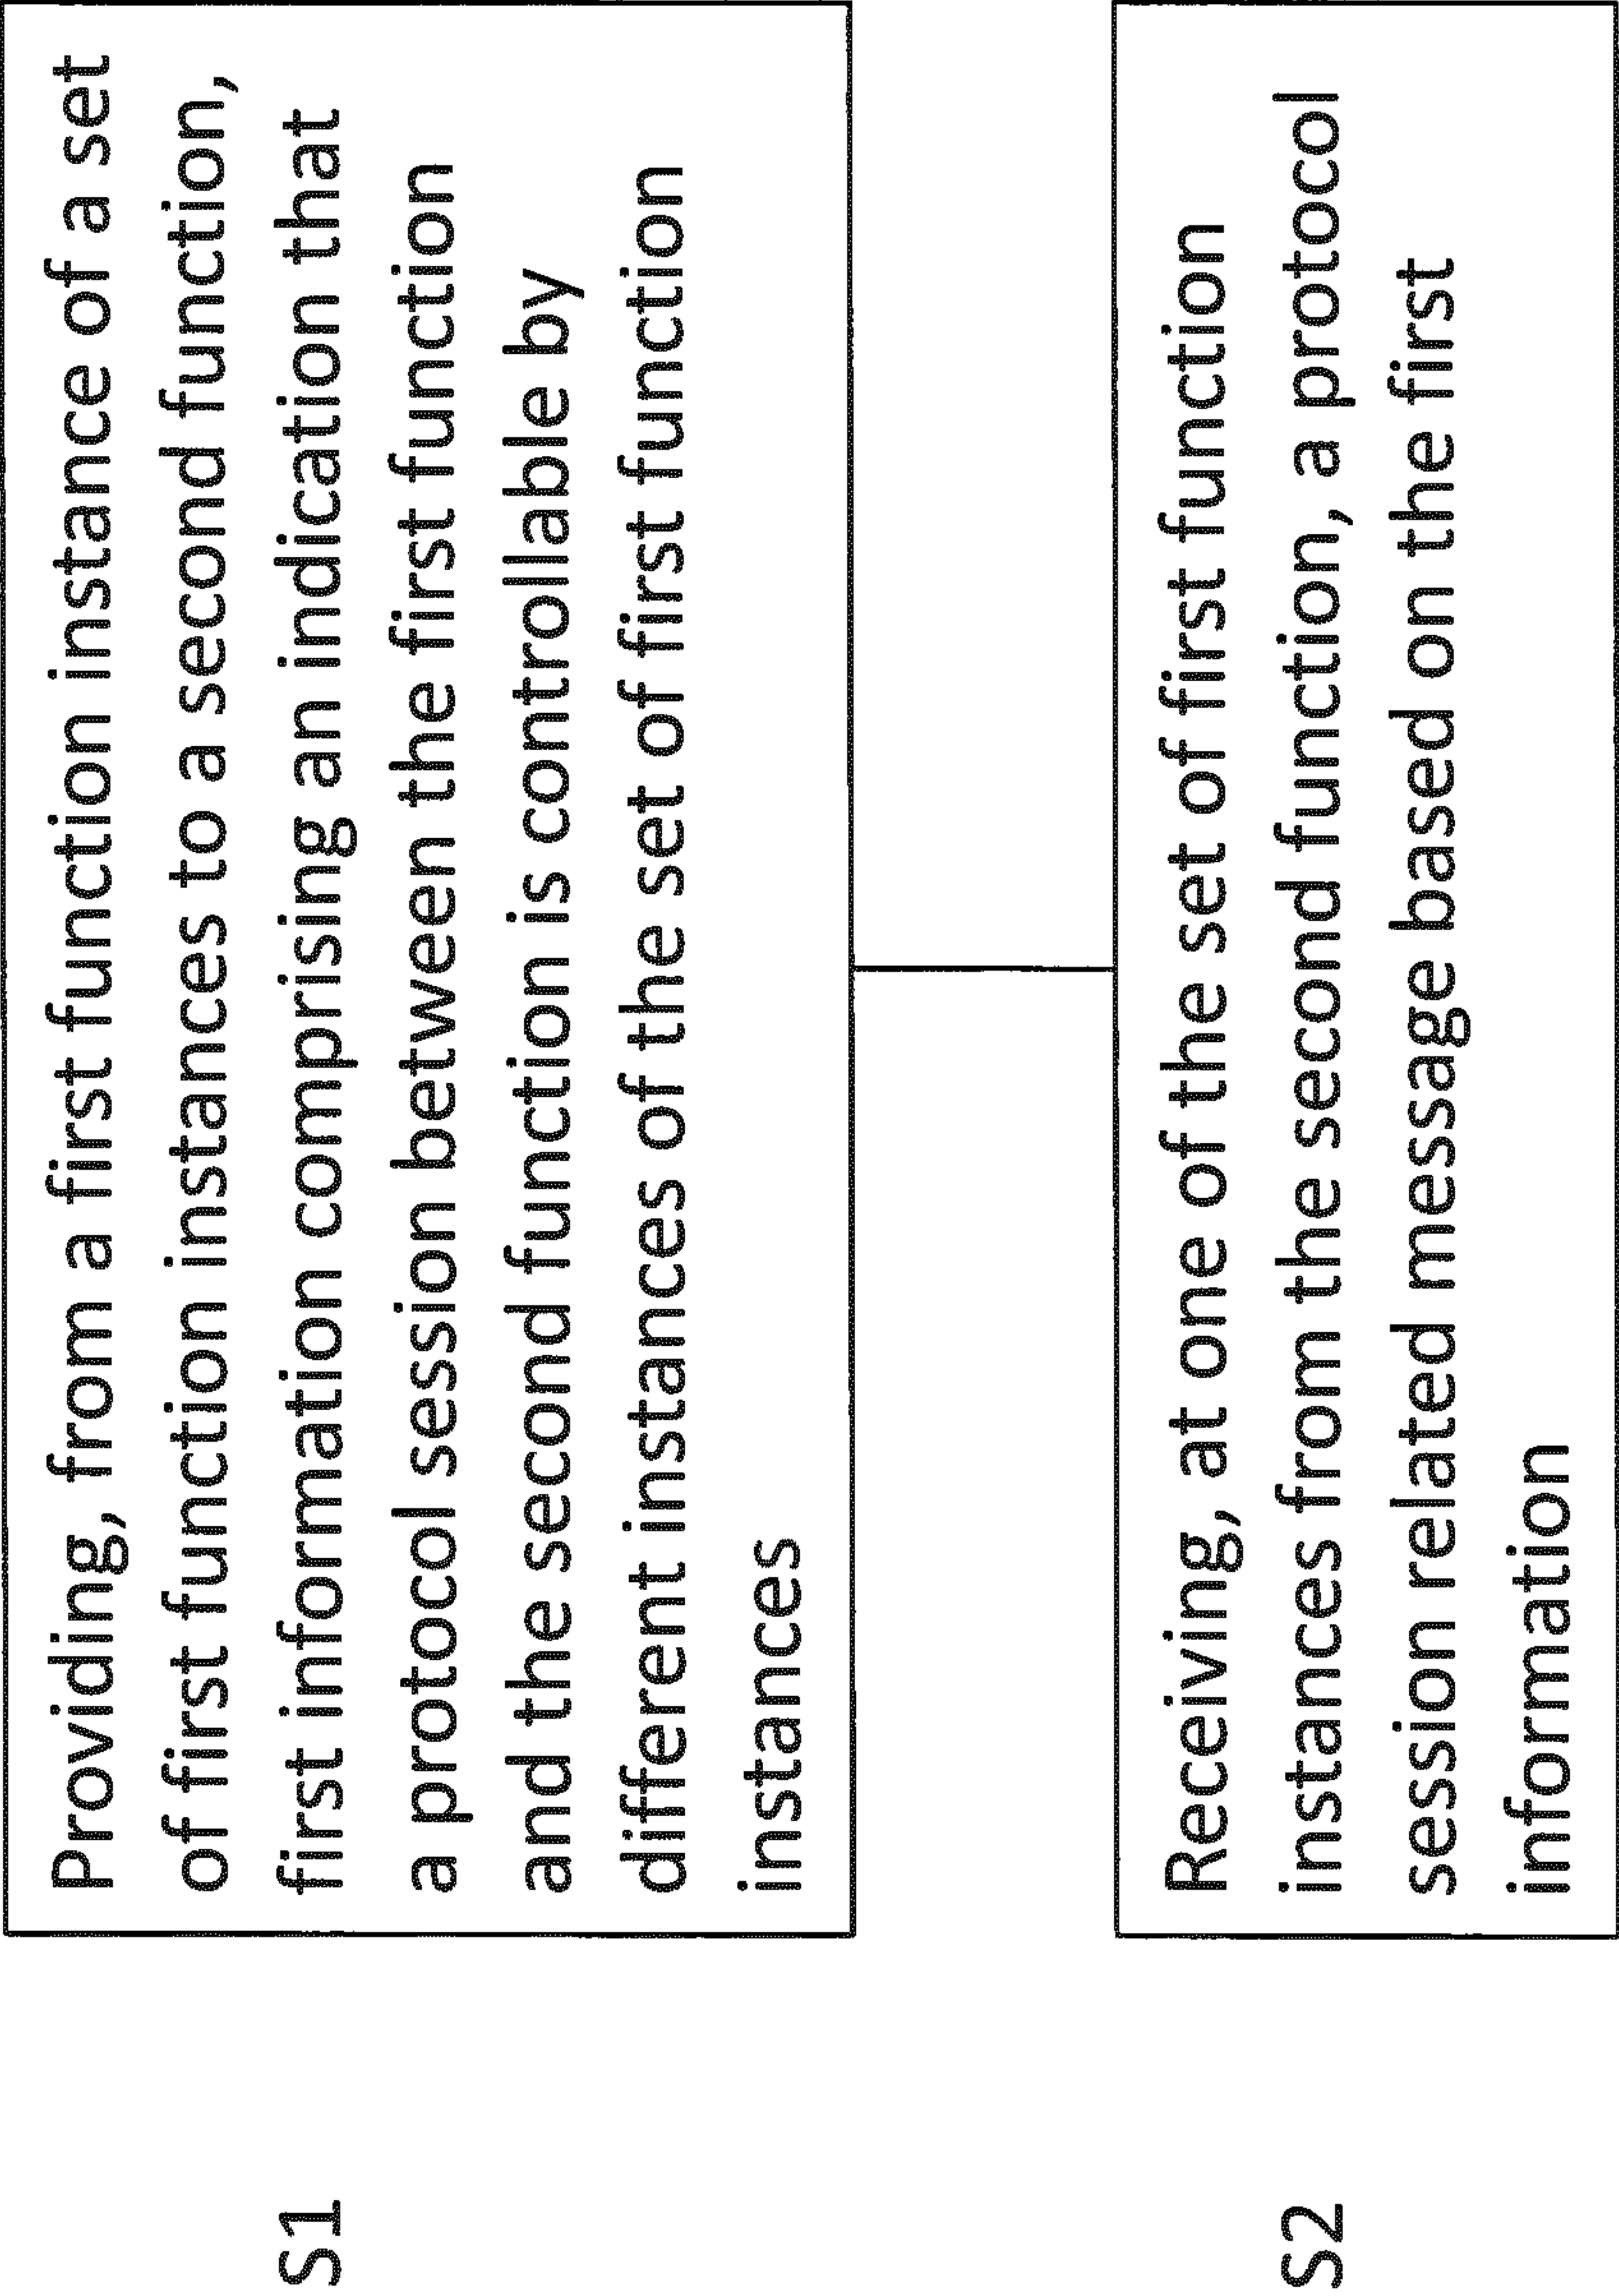 S1
Providing, from a first function instance of a set
of first function instances to a second function,
first information comprising an indication that
a protocol session between the first function
and the second function is controllable by
different instances of the set of first function
instances
S2
Receiving, at one of the set of first function
instances from the second function, a protocol
session related message based on the first
information